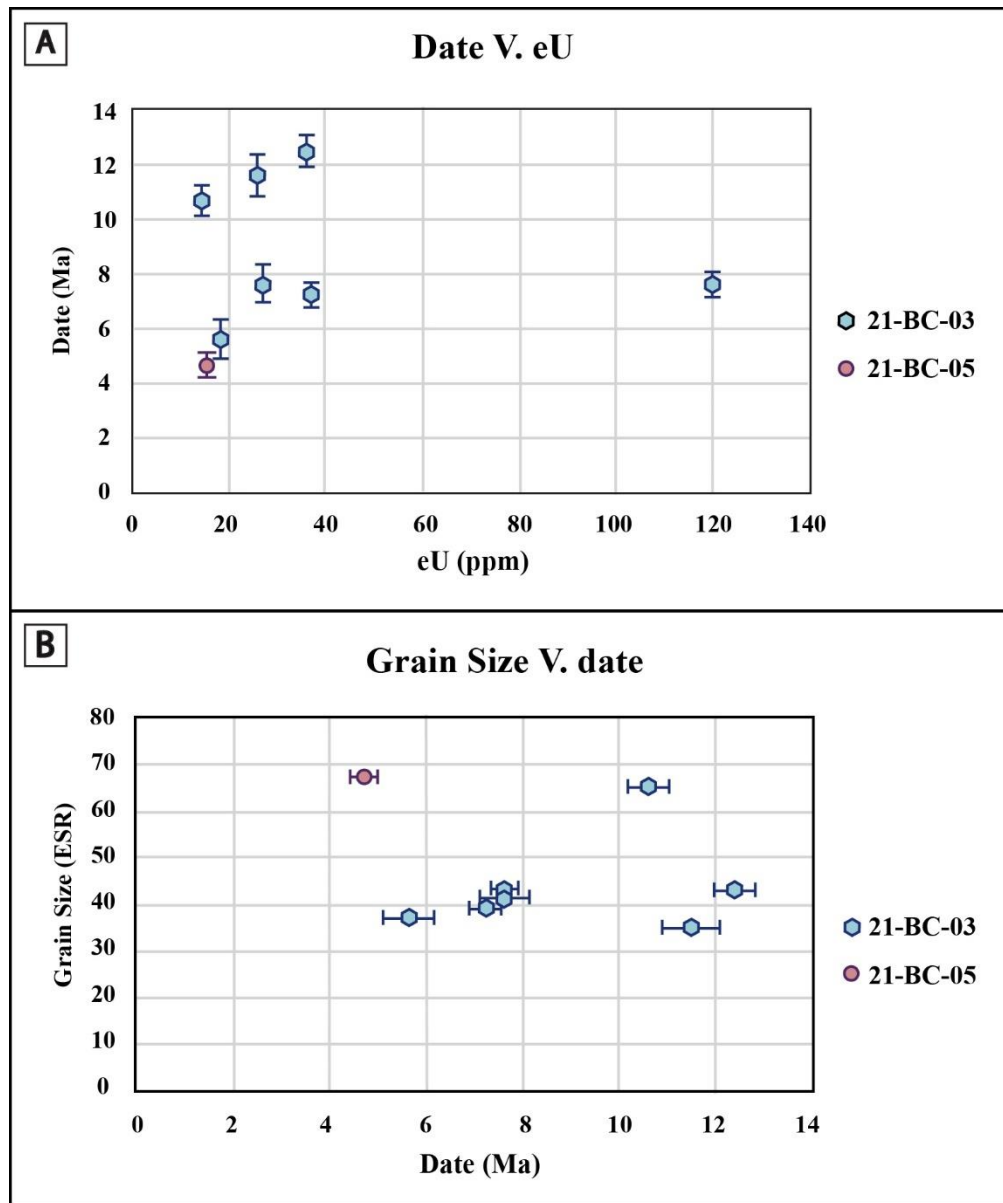 A
Date V. eU
14
12
10
8
6
4
2
0
Date (Ma)
0 20 40 60 80 100 120 140
eU (ppm)
21-BC-03
21-BC-05
B
Grain Size V. date
80
70
60
50
40
30
20
10
0
Grain Size (ESR)
0 2 4 6 8 10 12 14
Date (Ma)
21-BC-03
21-BC-05